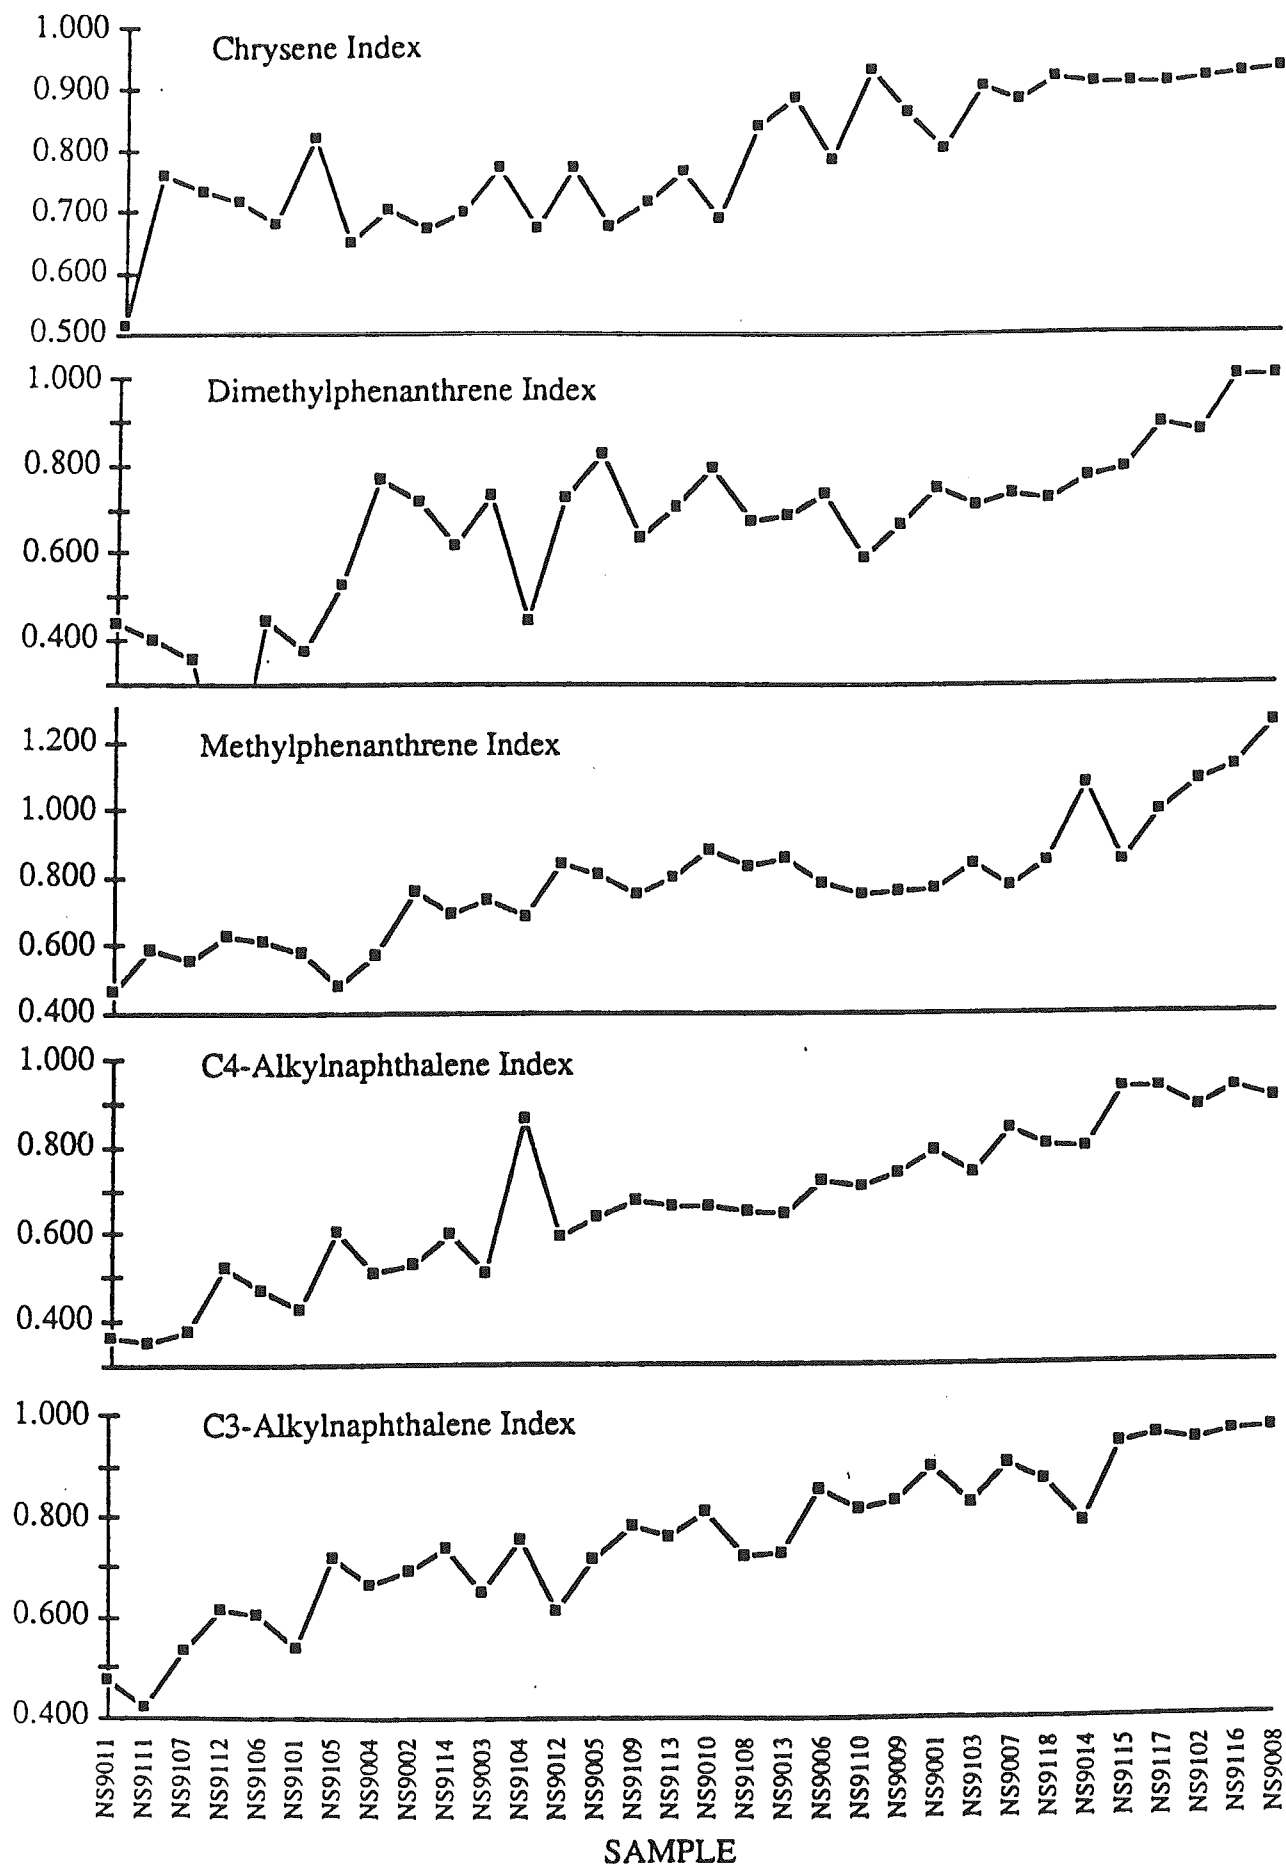 1.000
Chrysene Index
0.900
0.800
0.700
0.600
0.500
1.000
Dimethylphenanthrene Index
0.800
0.600
0.400
1.200
Methylphenanthrene Index
1.000
0.800
0.600
0.400
1.000
C4-Alkylnaphthalene Index
0.800
0.600
0.400
1.000
C3-Alkylnaphthalene Index
0.800
0.600
0.400
NS9011
NS9111
NS9107
NS9112
NS9106
NS9101
NS9105
NS9004
NS9002
NS9114
NS9003
NS9104
NS9012
NS9005
NS9109
NS9113
NS9010
NS9108
NS9013
NS9006
NS9110
NS9009
NS9001
NS9103
NS9007
NS9118
NS9014
NS9115
NS9117
NS9102
NS9116
NS9008
SAMPLE